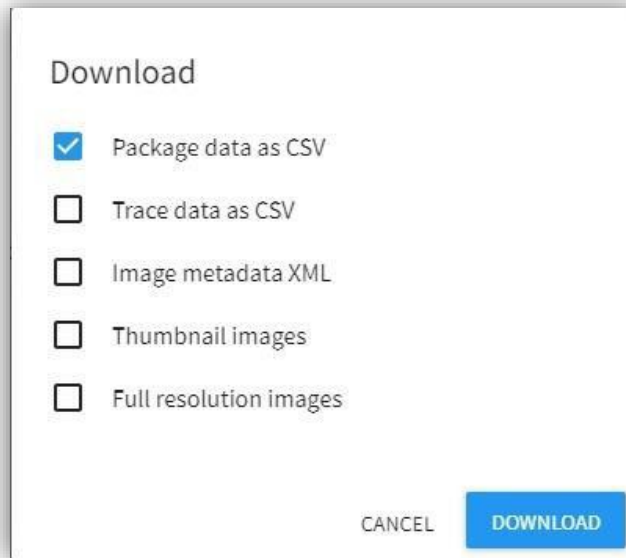 Download
Package data as CSV
Trace data as CSV
Image metadata XML
Thumbnail images
Full resolution images
CANCEL DOWNLOAD